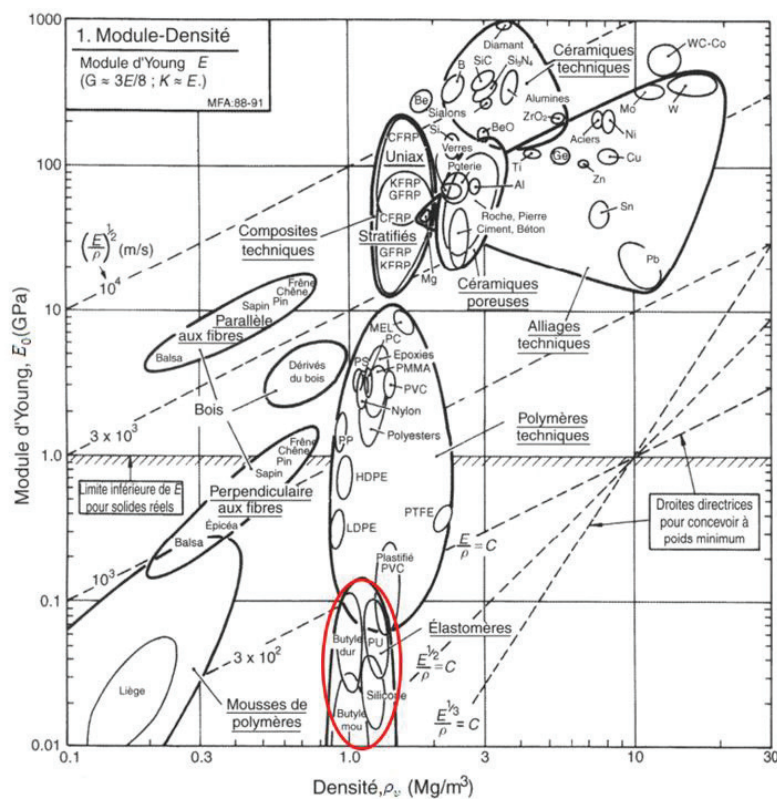 1. Module-Densité
Module d'Young E
(G ≈ 3E/8 ; K ≈ E.)
MFA:88-91
Module d'Young, E₀(GPa)
1000
100
10
1.0
0.1
0.01
0.1
0.3
1.0
3
10
30
Densité,ρᵥ (Mg/m³)
(E/ρ)^1/2 (m/s)
10⁴
3 x 10³
10³
3 x 10²
Diamant
B
SiC
Si₃N₄
Céramiques
techniques
WC-Co
Be
Sialons
Alumines
ZrO₂
BeO
Si
Mo
W
Aciers
Ni
CFRP
Uniax
KFRP
GFRP
CFRP
Stratifiés
GFRP
KFRP
Verres
Poterie
Ti
Ge
Cu
Al
Zn
Sn
Pb
Mg
Roche, Pierre
Ciment, Béton
Composites
techniques
Céramiques
poreuses
Alliages
techniques
Frêne
Chêne
Sapin
Pin
Parallèle
aux fibres
Balsa
Dérivés
du bois
Bois
MEL
PC
PS
Epoxies
PMMA
PVC
Nylon
Polyesters
PP
HDPE
LDPE
PTFE
Plastifié
PVC
Polymères
techniques
Frêne
Chêne
Pin
Sapin
Perpendiculaire
aux fibres
Épicéa
Balsa
Limite inférieure de E
pour solides réels
Droites directrices
pour concevoir à
poids minimum
E/ρ = C
E^1/2/ρ = C
E^1/3/ρ = C
Élastomères
Butyle
dur
PU
Silicone
Butyle
mou
Liège
Mousses de
polymères